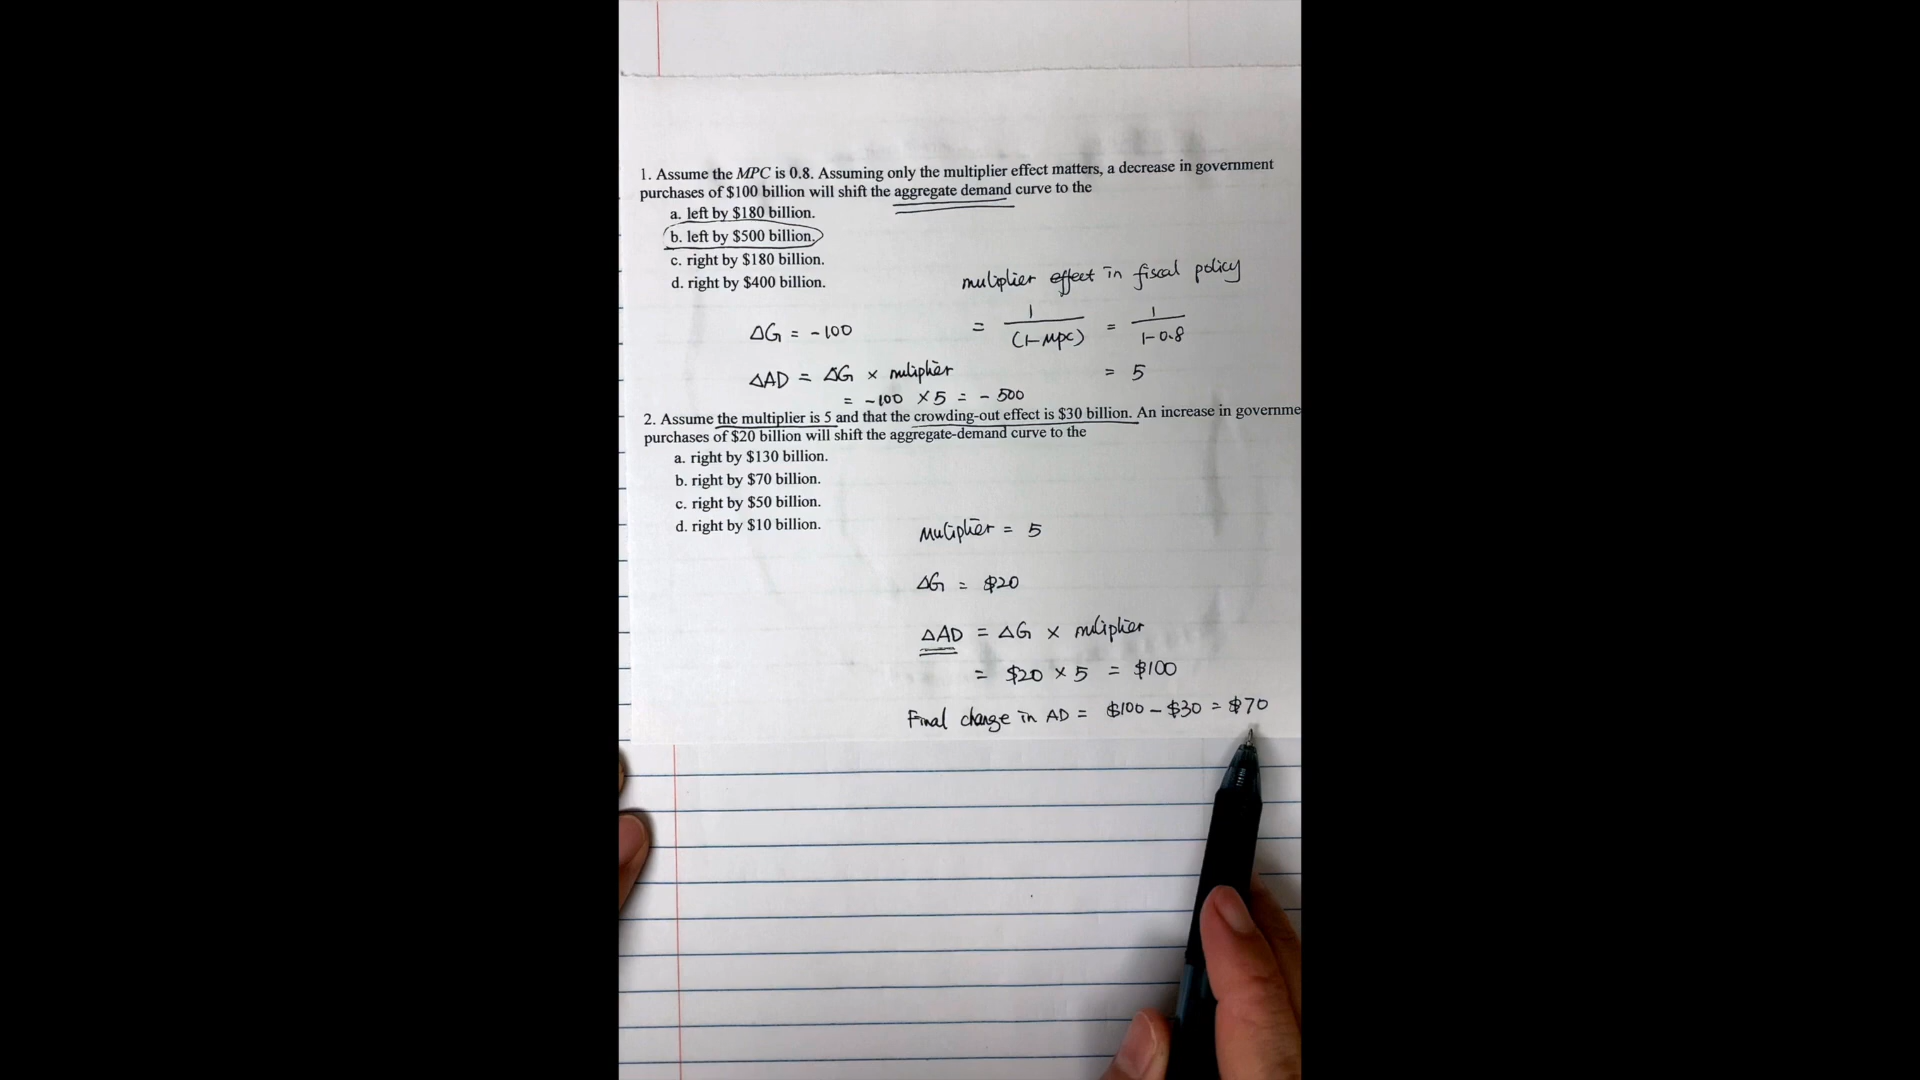 1. Assume the MPC is 0.8. Assuming only the multiplier effect matters, a decrease in government
purchases of $100 billion will shift the aggregate demand curve to the
a. left by $180 billion.
b. left by $500 billion.
c. right by $180 billion.
d. right by $400 billion.
muliplier effect in fiscal policy
= 1/(1-MPC) = 1/1-0.8
= 5
ΔG = -100
ΔAD = ΔG × muliplier
= -100 × 5 = -500
2. Assume the multiplier is 5 and that the crowding-out effect is $30 billion. An increase in governme
purchases of $20 billion will shift the aggregate-demand curve to the
a. right by $130 billion.
b. right by $70 billion.
c. right by $50 billion.
d. right by $10 billion.
Muliplier = 5
ΔG = $20
ΔAD = ΔG × muliplier
= $20 × 5 = $100
Final change in AD = $100 - $30 = $70